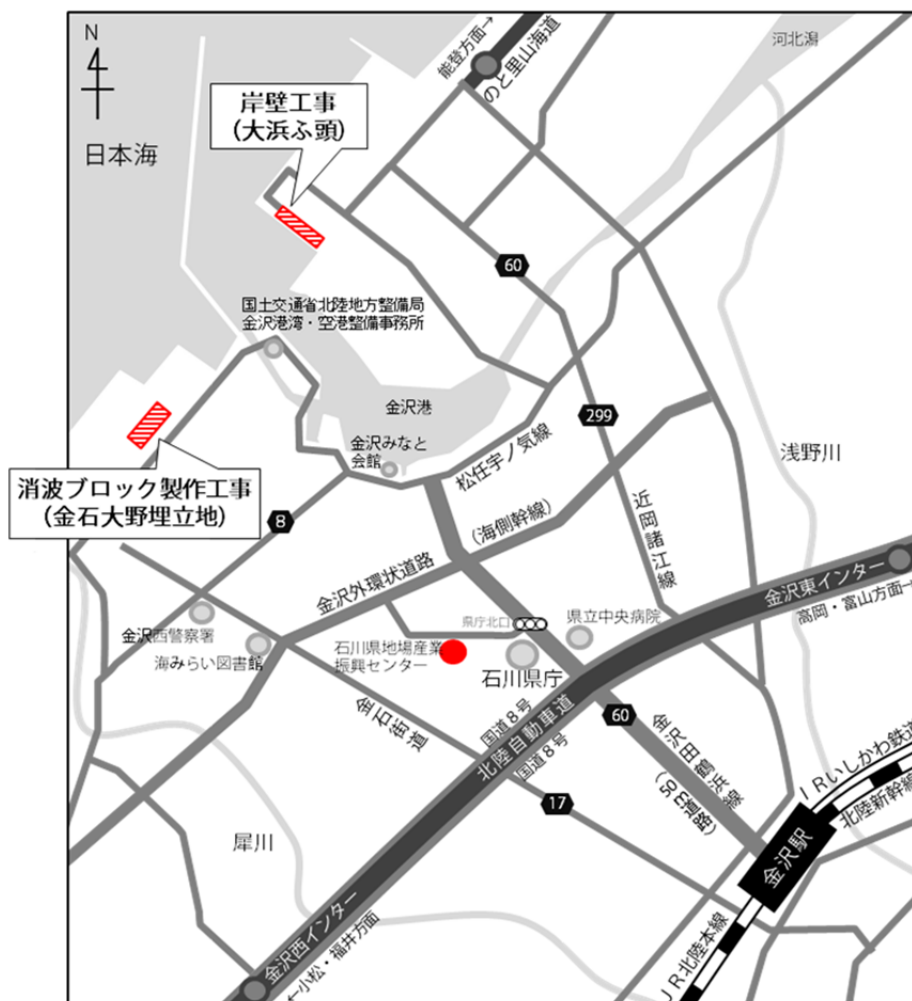 N
能登方面→
のと里山海道
河北潟
岸壁工事
（大浜ふ頭）
日本海
60
国土交通省北陸地方整備局
金沢港湾・空港整備事務所
金沢港
299
金沢みなと
会館
松任宇ノ気線
浅野川
消波ブロック製作工事
（金石大野埋立地）
8
（海側幹線）
近岡諸江線
金沢外環状道路
金沢東インター
高岡・富山方面→
金沢西警察署
県庁北口
県立中央病院
海みらい図書館
石川県地場産業
振興センター
石川県庁
金石街道
国道８号
北陸自動車道
国道８号
60
金沢田鶴浜線
（50m道路）
17
ＩＲいしかわ鉄道
北陸新幹線
犀川
金沢駅
金沢西インター
←小松・福井方面
ＪＲ北陸本線